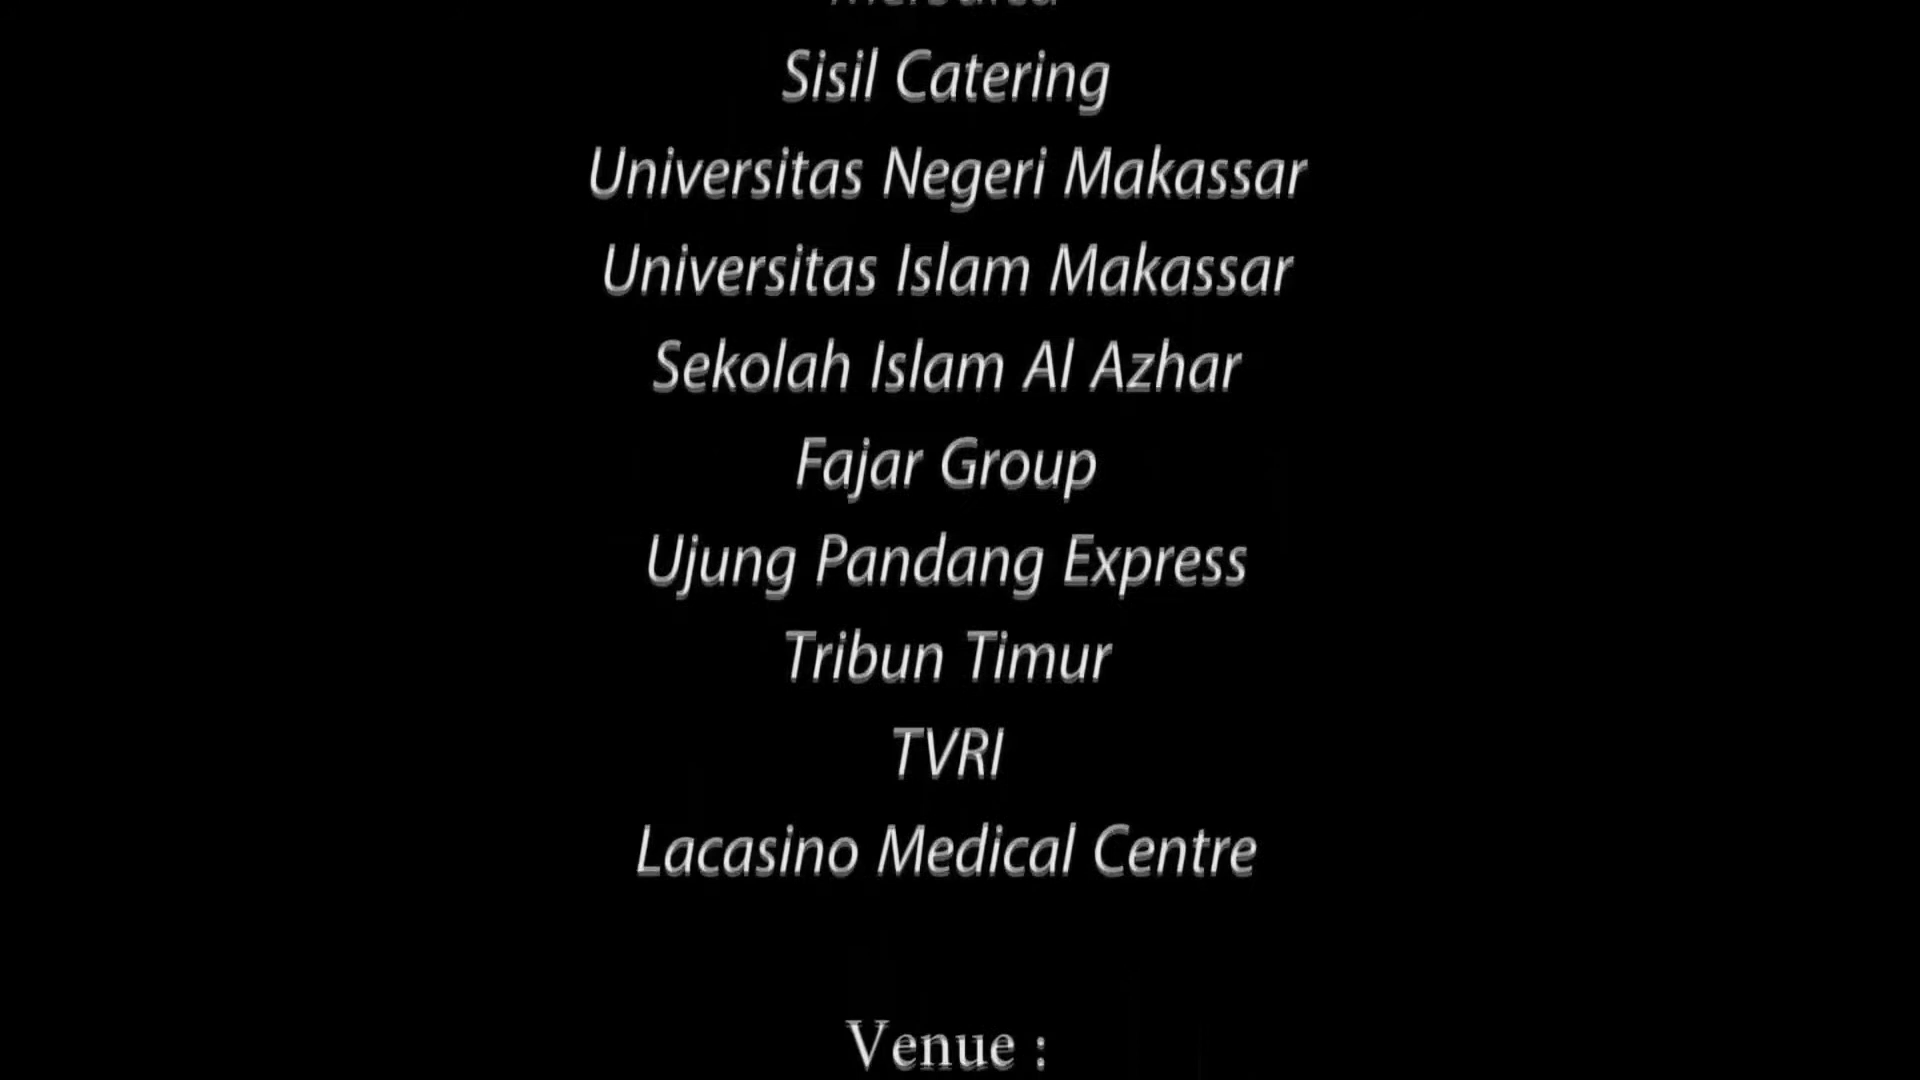 Sisil Catering
Universitas Negeri Makassar
Universitas Islam Makassar
Sekolah Islam Al Azhar
Fajar Group
Ujung Pandang Express
Tribun Timur
TVRI
Lacasino Medical Centre
Venue :